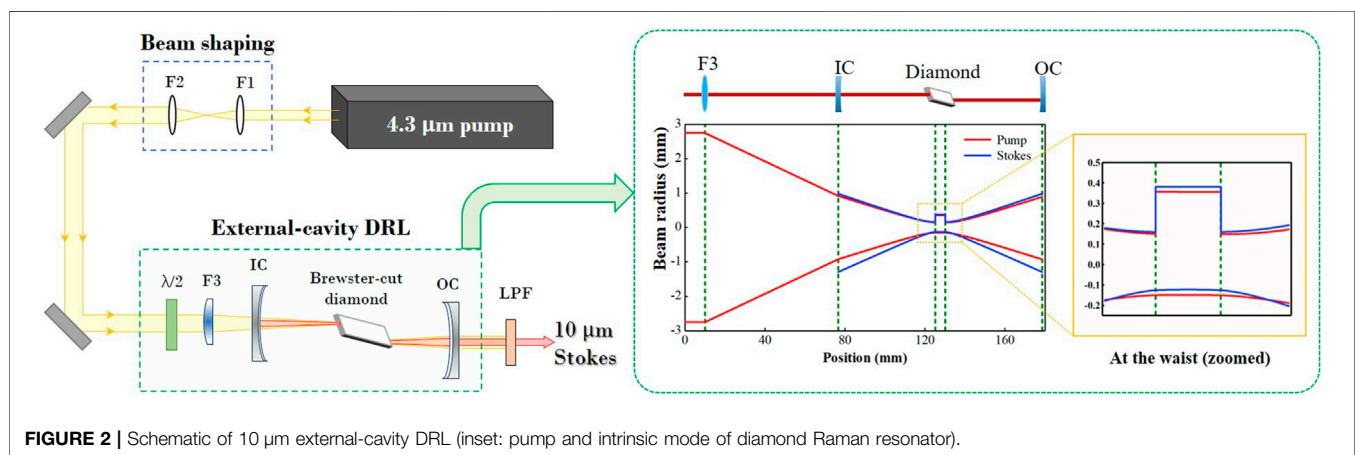 Beam shaping
F2
F1
4.3 μm pump
External-cavity DRL
λ/2
F3
IC
Brewster-cut
diamond
OC
LPF
10 μm
Stokes
F3
IC
Diamond
OC
Beam radius (mm)
3
2
1
0
-1
-2
-3
Pump
Stokes
0
40
80
120
160
Position (mm)
0.5
0.4
0.3
0.2
0.1
0.0
-0.1
-0.2
At the waist (zoomed)
FIGURE 2 | Schematic of 10 μm external-cavity DRL (inset: pump and intrinsic mode of diamond Raman resonator).